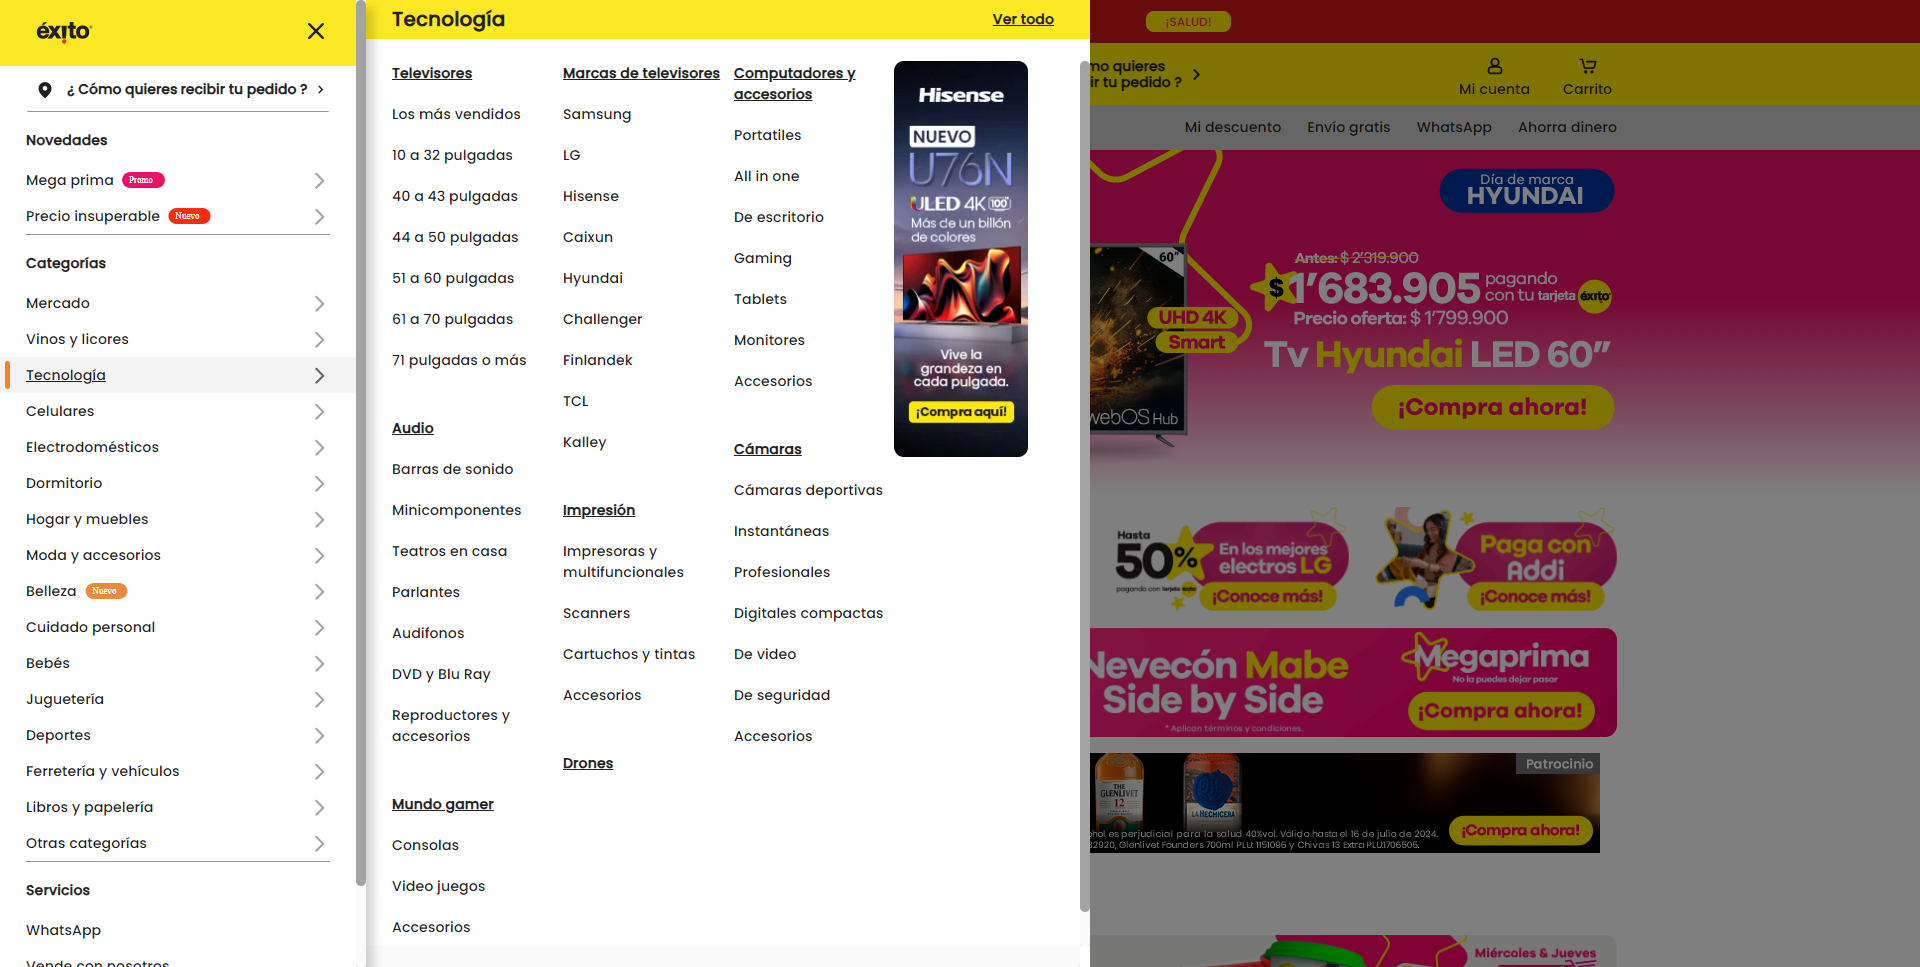 éxito
¿ Cómo quieres recibir tu pedido ?
Novedades
Mega prima Promo
Precio insuperable Nuevo
Categorías
Mercado
Vinos y licores
Tecnología
Celulares
Electrodomésticos
Dormitorio
Hogar y muebles
Moda y accesorios
Belleza Nuevo
Cuidado personal
Bebés
Juguetería
Deportes
Ferretería y vehículos
Libros y papelería
Otras categorías
Servicios
WhatsApp
Vende con nosotros
Tecnología
Ver todo
Televisores
Los más vendidos
10 a 32 pulgadas
40 a 43 pulgadas
44 a 50 pulgadas
51 a 60 pulgadas
61 a 70 pulgadas
71 pulgadas o más
Audio
Barras de sonido
Minicomponentes
Teatros en casa
Parlantes
Audifonos
DVD y Blu Ray
Reproductores y
accesorios
Mundo gamer
Consolas
Video juegos
Accesorios
Marcas de televisores
Samsung
LG
Hisense
Caixun
Hyundai
Challenger
Finlandek
TCL
Kalley
Impresión
Impresoras y
multifuncionales
Scanners
Cartuchos y tintas
Accesorios
Drones
Computadores y
accesorios
Portatiles
All in one
De escritorio
Gaming
Tablets
Monitores
Accesorios
Cámaras
Cámaras deportivas
Instantáneas
Profesionales
Digitales compactas
De video
De seguridad
Accesorios
Hisense
NUEVO
U76N
ULED 4K 100"
Más de un billón
de colores
Vive la
grandeza en
cada pulgada.
¡Compra aquí!
¡SALUD!
mo quieres
ir tu pedido ?
Mi cuenta
Carrito
Mi descuento
Envío gratis
WhatsApp
Ahorra dinero
Día de marca
HYUNDAI
60"
webOS Hub
UHD 4K
Smart
Antes: $ 2'319.900
$1'683.905 pagando
con tu tarjeta éxito
Precio oferta: $ 1'799.900
Tv Hyundai LED 60"
¡Compra ahora!
Hasta
50%
pagando con tarjeta éxito
En los mejores
electros LG
¡Conoce más!
Paga con
Addi
¡Conoce más!
Nevecón Mabe
Side by Side
* Aplican términos y condiciones.
Megaprima
No la puedes dejar pasar
¡Compra ahora!
Patrocinio
THE
GLENLIVET
12
LA HECHICERA
ohol es perjudicial para la salud 40%vol. Válido hasta el 16 de julio de 2024.
32920, Glenlivet Founders 700ml PLU: 1151096 y Chivas 13 Extra PLU:1706505.
¡Compra ahora!
Miércoles & Jueves